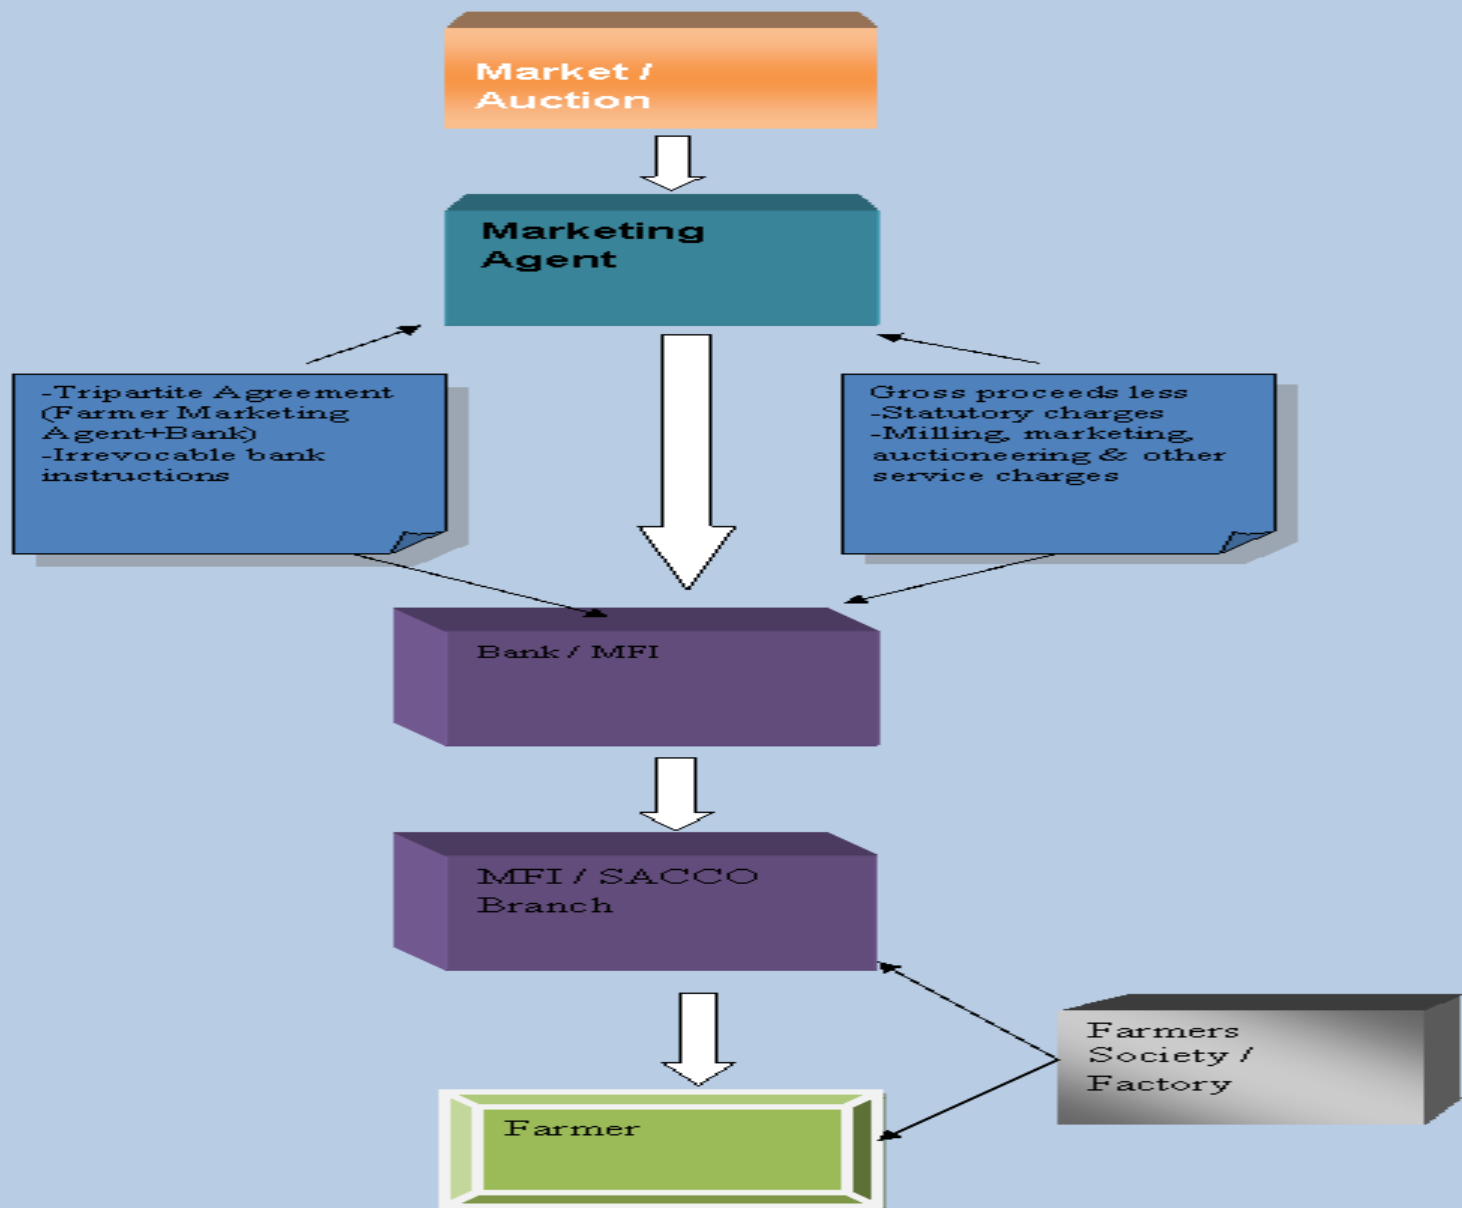 Market /
Auction
Marketing
Agent
-Tripartite Agreement
(Farmer Marketing
Agent+Bank)
-Irrevocable bank
instructions
Gross proceeds less
-Statutory charges
-Milling, marketing,
auctioneering & other
service charges
Bank / MFI
MFI / SACCO
Branch
Farmers
Society /
Factory
Farmer